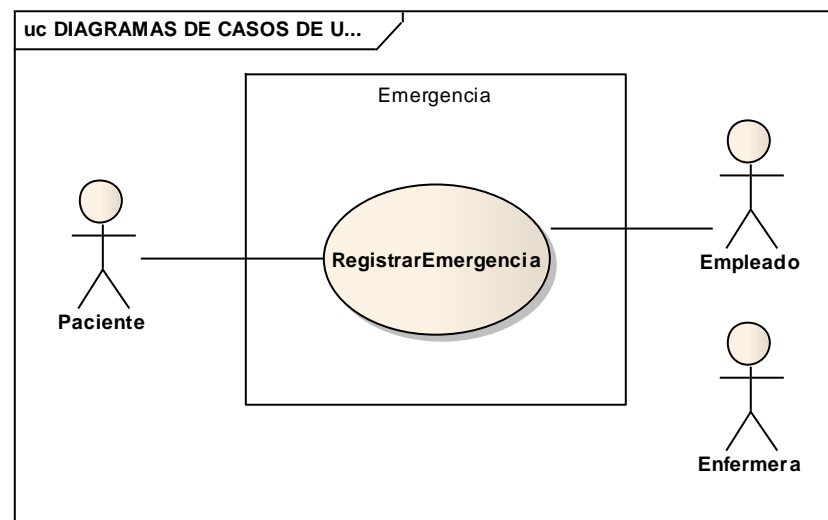 uc DIAGRAMAS DE CASOS DE U...
Emergencia
RegistrarEmergencia
Paciente
Empleado
Enfermera